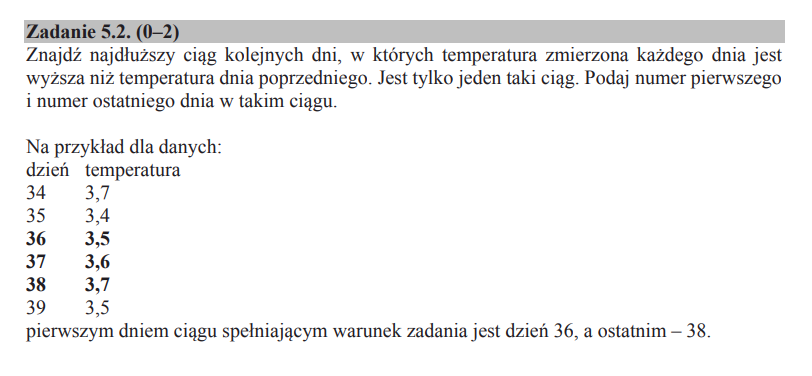 Zadanie 5.2. (0–2)
Znajdź najdłuższy ciąg kolejnych dni, w których temperatura zmierzona każdego dnia jest
wyższa niż temperatura dnia poprzedniego. Jest tylko jeden taki ciąg. Podaj numer pierwszego
i numer ostatniego dnia w takim ciągu.
Na przykład dla danych:
dzień temperatura
34 3,7
35 3,4
36 3,5
37 3,6
38 3,7
39 3,5
pierwszym dniem ciągu spełniającym warunek zadania jest dzień 36, a ostatnim – 38.